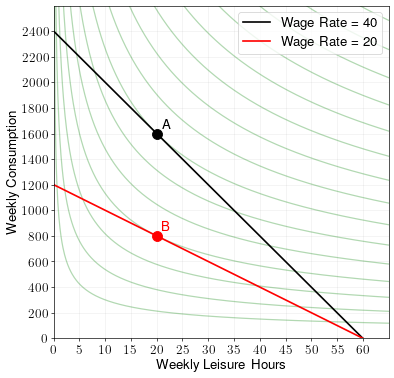 Wage Rate = 40
Wage Rate = 20
2400
2200
2000
1800
1600
1400
1200
1000
800
600
400
200
0
A
B
Weekly Consumption
0 5 10 15 20 25 30 35 40 45 50 55 60
Weekly Leisure Hours